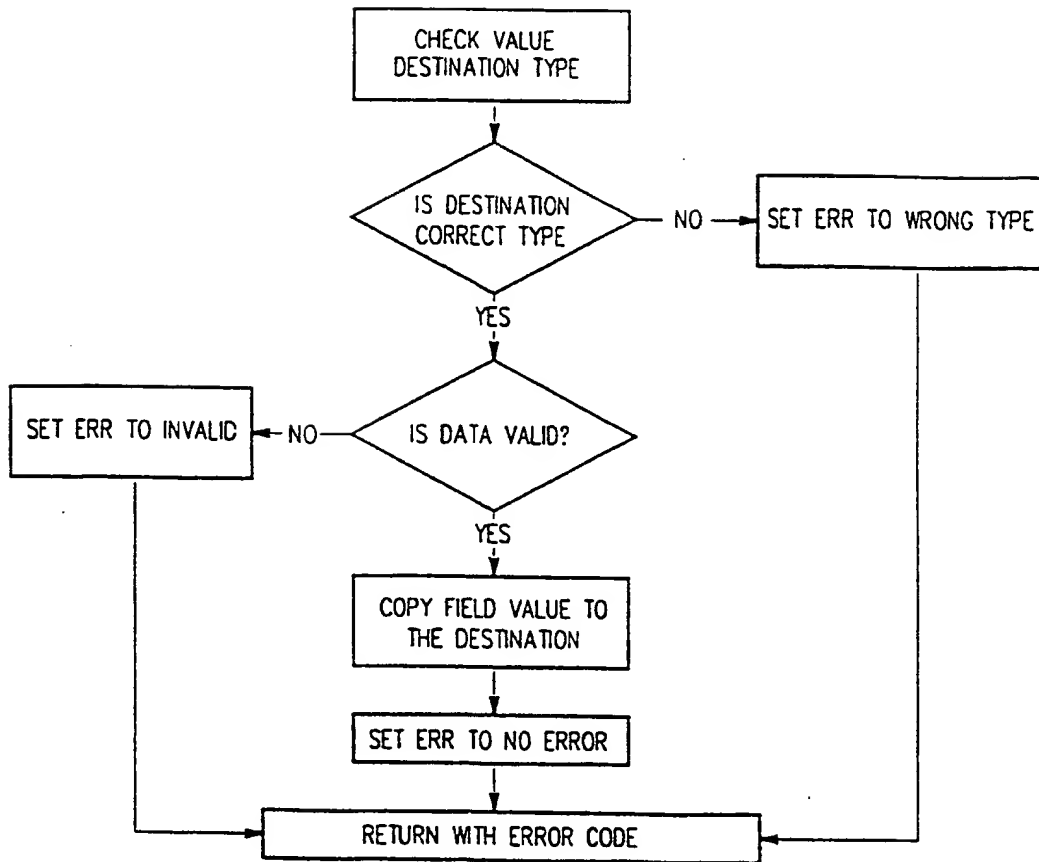 CHECK VALUE
DESTINATION TYPE
IS DESTINATION
CORRECT TYPE
NO
SET ERR TO WRONG TYPE
YES
SET ERR TO INVALID
NO
IS DATA VALID?
YES
COPY FIELD VALUE TO
THE DESTINATION
SET ERR TO NO ERROR
RETURN WITH ERROR CODE